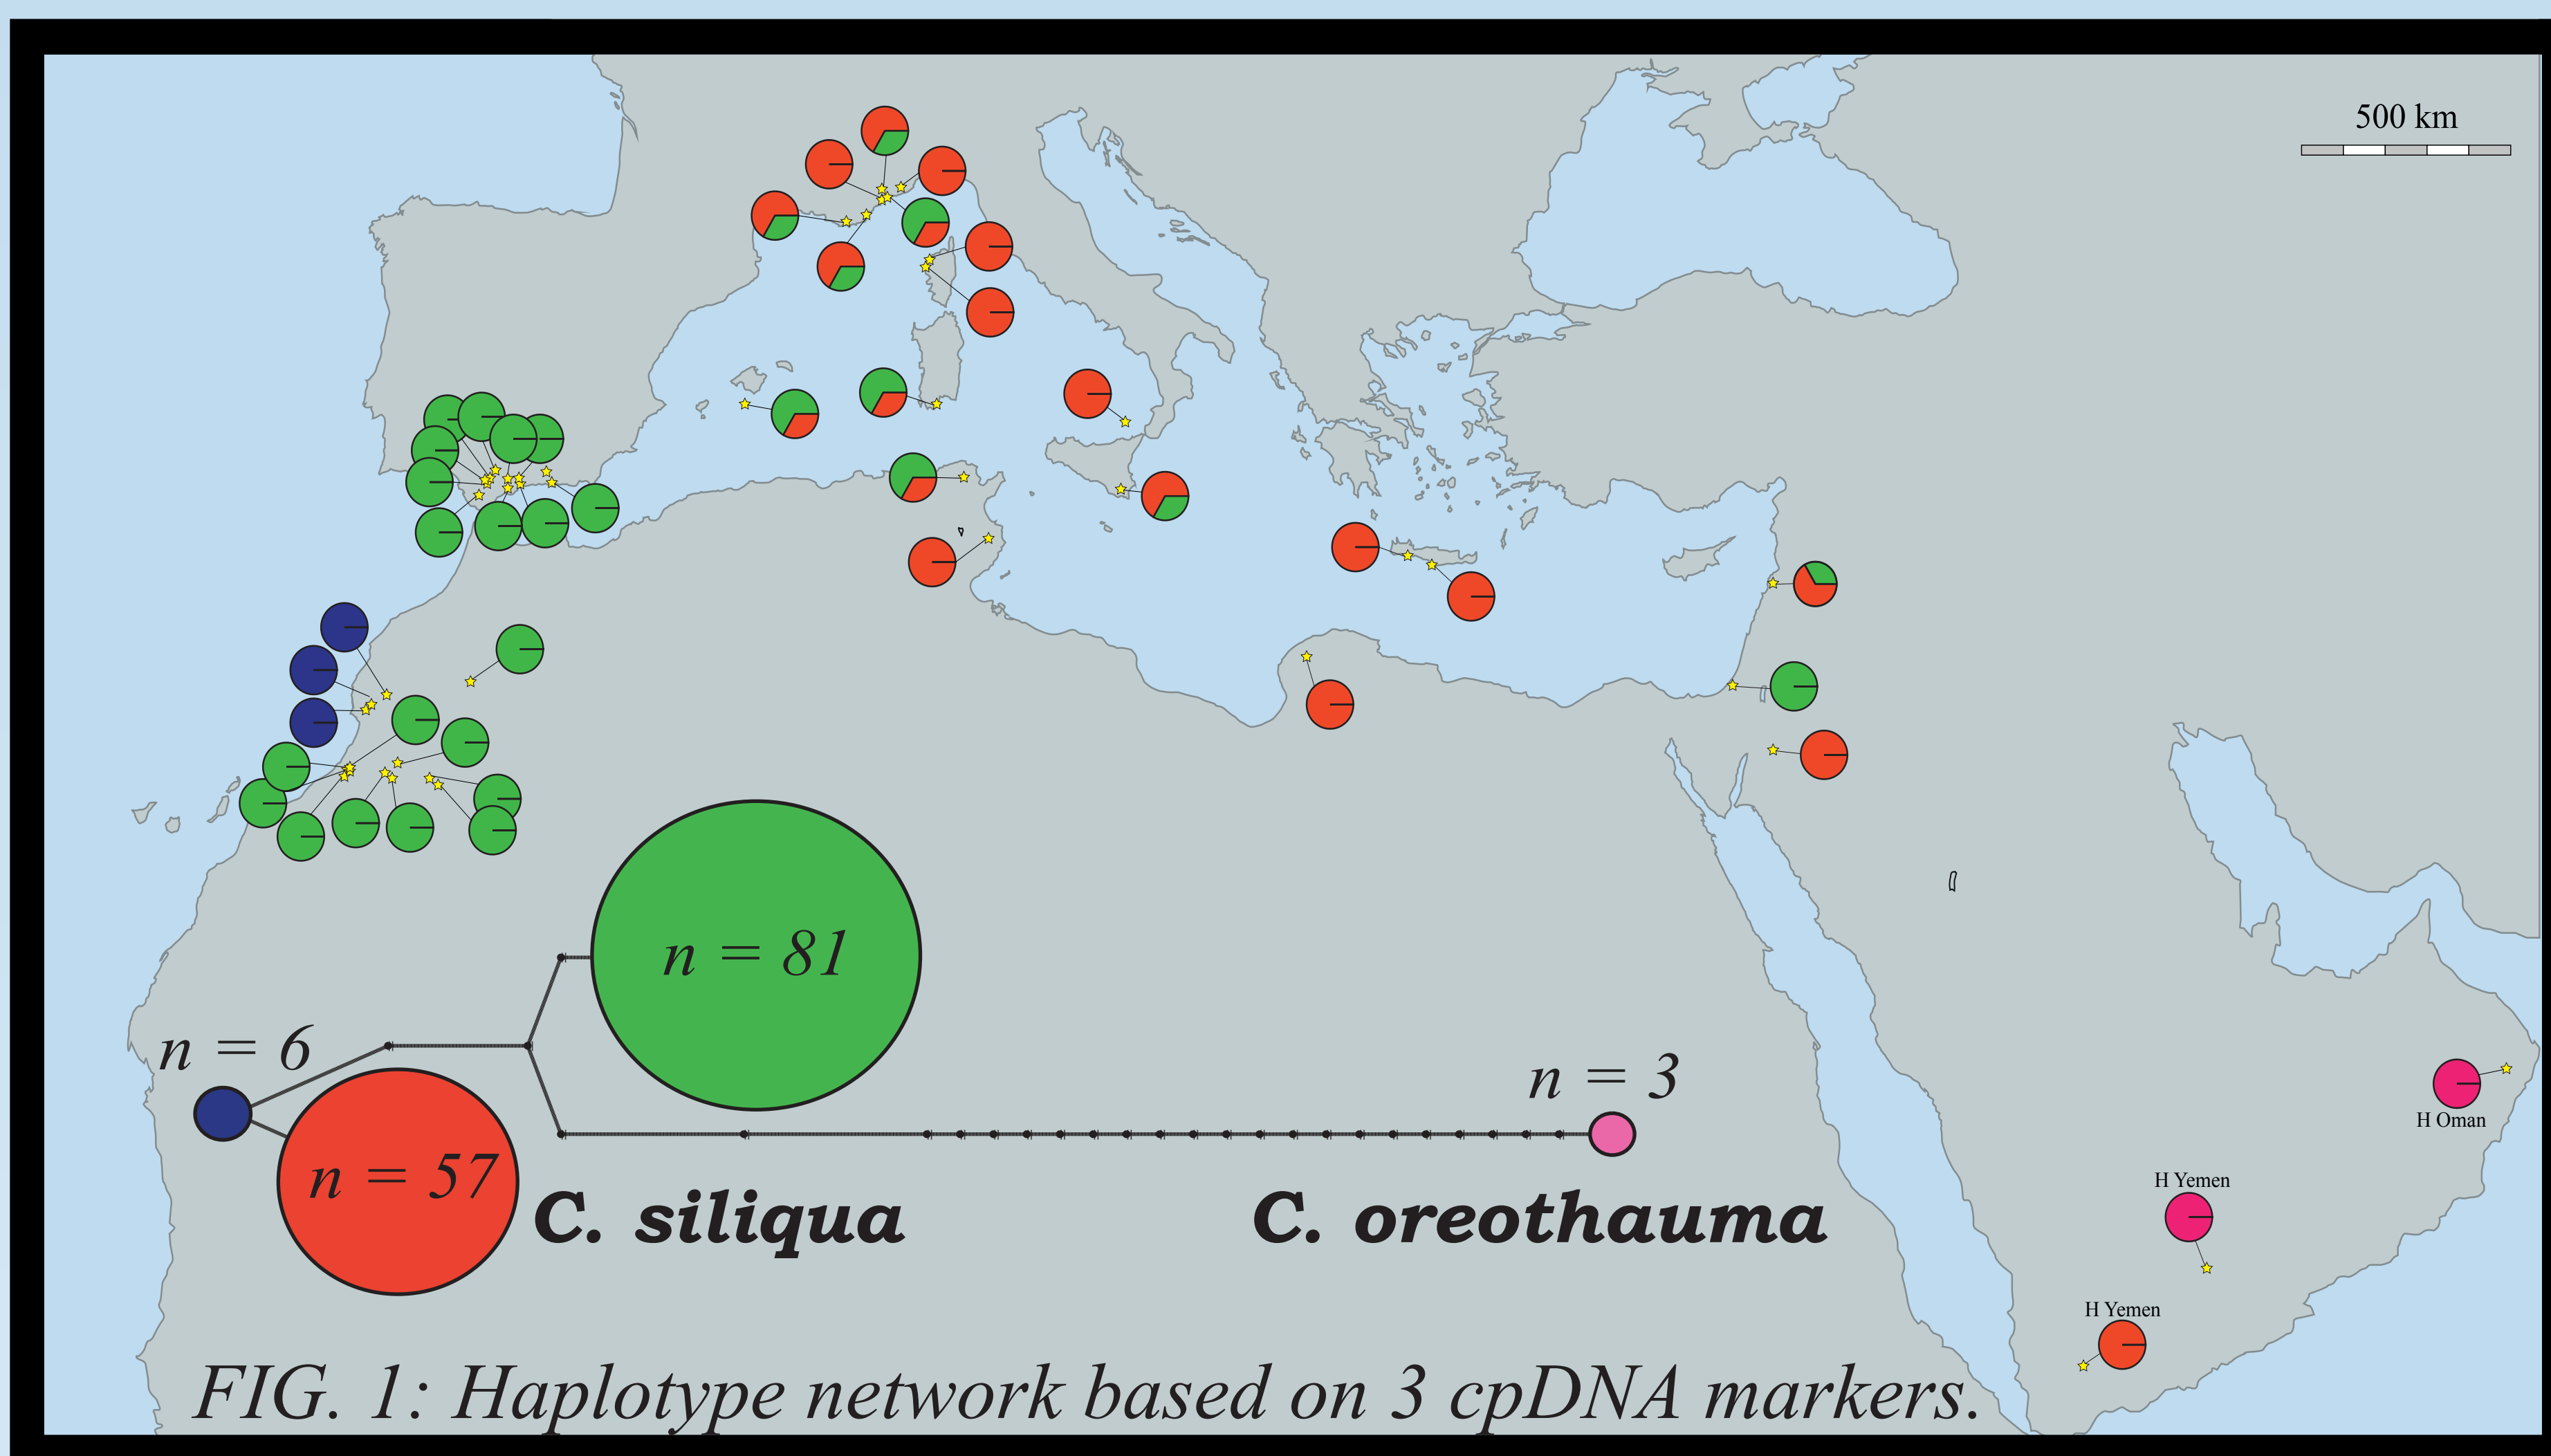 500 km
n = 81
n = 6
n = 3
n = 57
H Oman
H Yemen
C. siliqua
C. oreothauma
H Yemen
FIG. 1: Haplotype network based on 3 cpDNA markers.